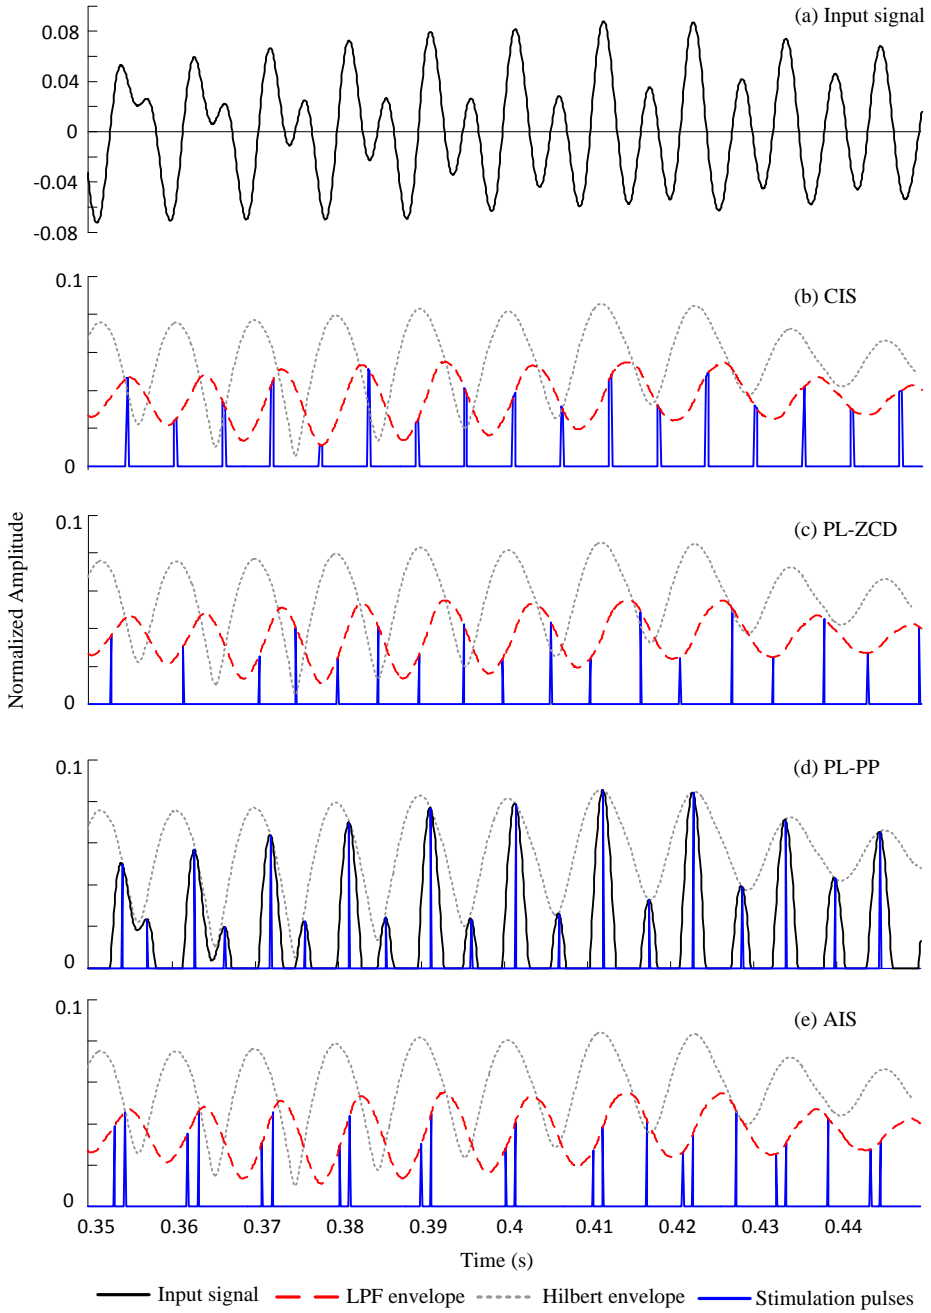 (a) Input signal
0.08
0.04
0
-0.04
-0.08
0.1
(b) CIS
0
0.1
(c) PL-ZCD
0
Normalized Amplitude
0.1
(d) PL-PP
0
0.1
(e) AIS
0
0.35 0.36 0.37 0.38 0.39 0.4 0.41 0.42 0.43 0.44
Time (s)
Input signal LPF envelope Hilbert envelope Stimulation pulses